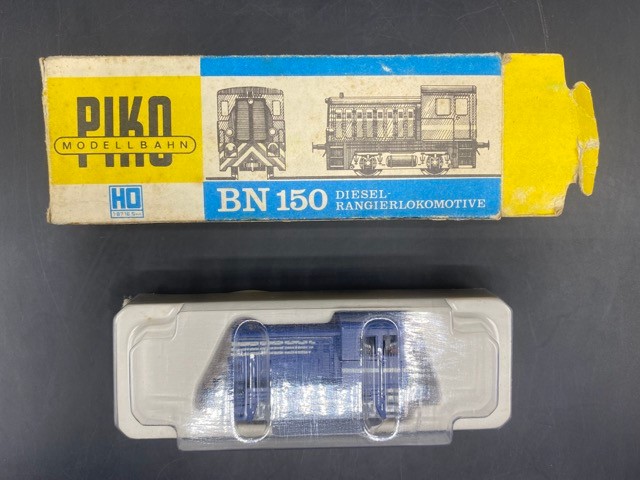 PIKO
MODELLBAHN
HO
BN 150
DIESEL-
RANGIERLOKOMOTIVE